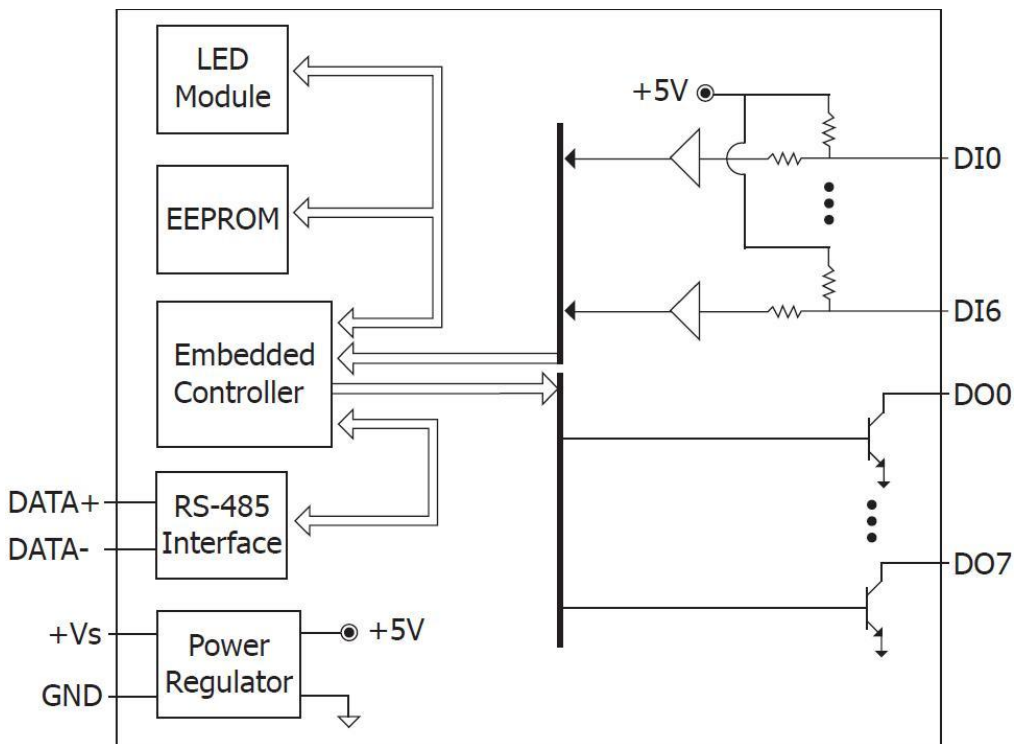 LED
Module
EEPROM
Embedded
Controller
RS-485
Interface
DATA+
DATA-
Power
Regulator
+Vs
GND
+5V
+5V
DI0
DI6
DO0
DO7